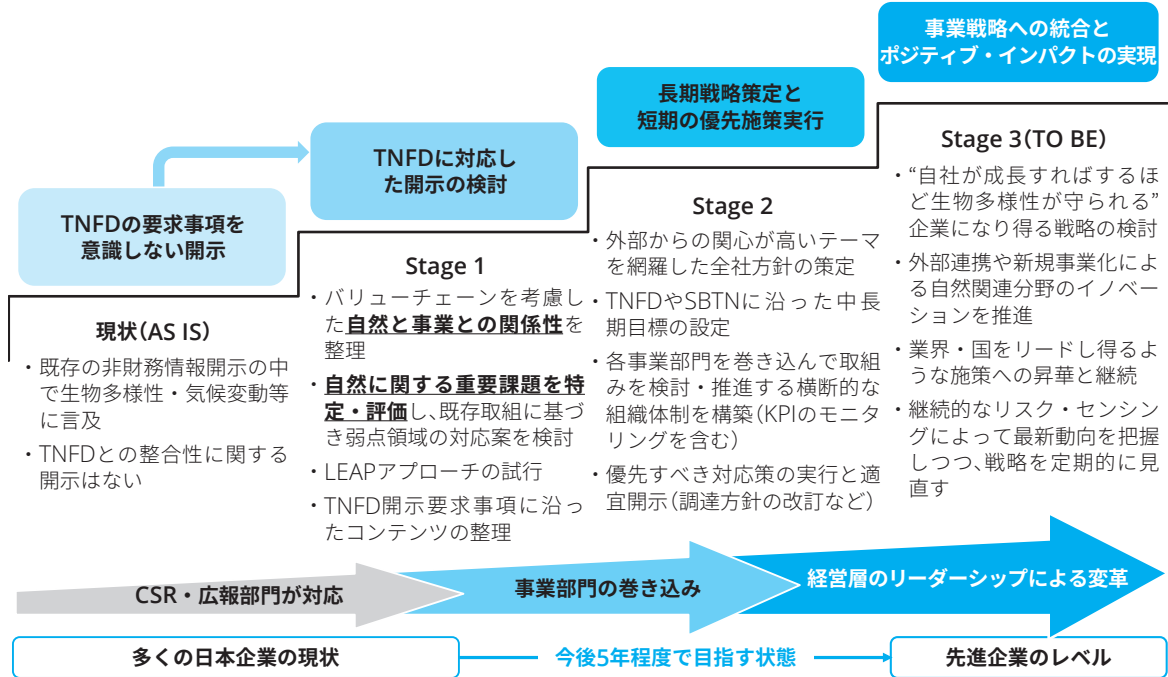 TNFDの要求事項を
意識しない開示
現状(AS IS)
・既存の非財務情報開示の中
で生物多様性・気候変動等
に言及
・TNFDとの整合性に関する
開示はない
TNFDに対応し
た開示の検討
Stage 1
・バリューチェーンを考慮し
た自然と事業との関係性を
整理
・自然に関する重要課題を特
定・評価し、既存取組に基づ
き弱点領域の対応案を検討
・LEAPアプローチの試行
・TNFD開示要求事項に沿っ
たコンテンツの整理
長期戦略策定と
短期の優先施策実行
Stage 2
・外部からの関心が高いテーマ
を網羅した全社方針の策定
・TNFDやSBTNに沿った中長
期目標の設定
・各事業部門を巻き込んで取組
みを検討・推進する横断的な
組織体制を構築(KPIのモニタ
リングを含む)
・優先すべき対応策の実行と適
宜開示(調達方針の改訂など)
事業戦略への統合と
ポジティブ・インパクトの実現
Stage 3(TO BE)
・“自社が成長すればするほ
ど生物多様性が守られる”
企業になり得る戦略の検討
・外部連携や新規事業化によ
る自然関連分野のイノベー
ションを推進
・業界・国をリードし得るよ
うな施策への昇華と継続
・継続的なリスク・センシン
グによって最新動向を把握
しつつ、戦略を定期的に見
直す
CSR・広報部門が対応
事業部門の巻き込み
経営層のリーダーシップによる変革
多くの日本企業の現状
今後5年程度で目指す状態
先進企業のレベル